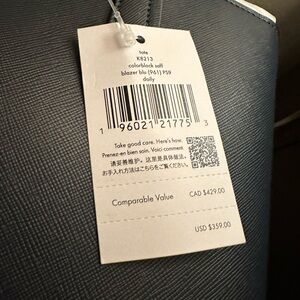 tote
K8213
colorblock saff
blazer blu (961) PS9
daily
1 96021 21775 3
Take good care. Here's how.
Prenez-en bien soin. Voici comment.
请妥善维护。这里是具体做法。
お手入れ方法はこちらをご覧ください。
Comparable Value CAD $429.00
USD $359.00